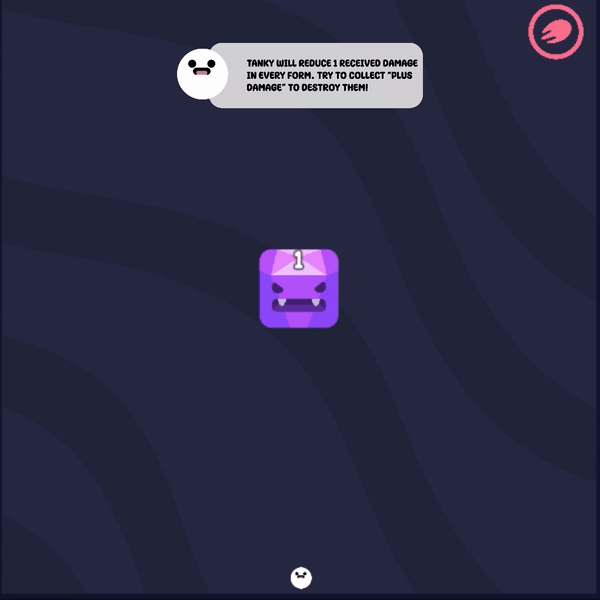 TANKY WILL REDUCE 1 RECEIVED DAMAGE
IN EVERY FORM. TRY TO COLLECT "PLUS
DAMAGE" TO DESTROY THEM!
1